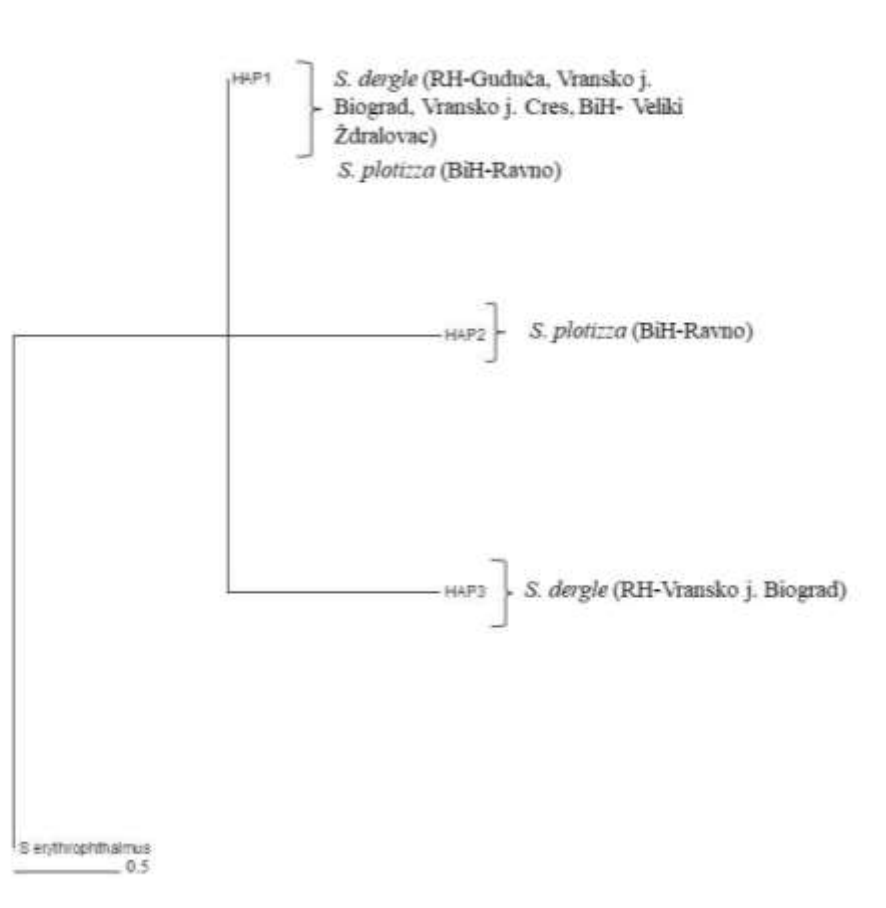 HAP1
S. dergle (RH-Guduča, Vransko j.
Biograd, Vransko j. Cres, BiH- Veliki
Ždralovac)
S. plotizza (BiH-Ravno)
HAP2
S. plotizza (BiH-Ravno)
HAP3
S. dergle (RH-Vransko j. Biograd)
S erythrophthalmus
0.5